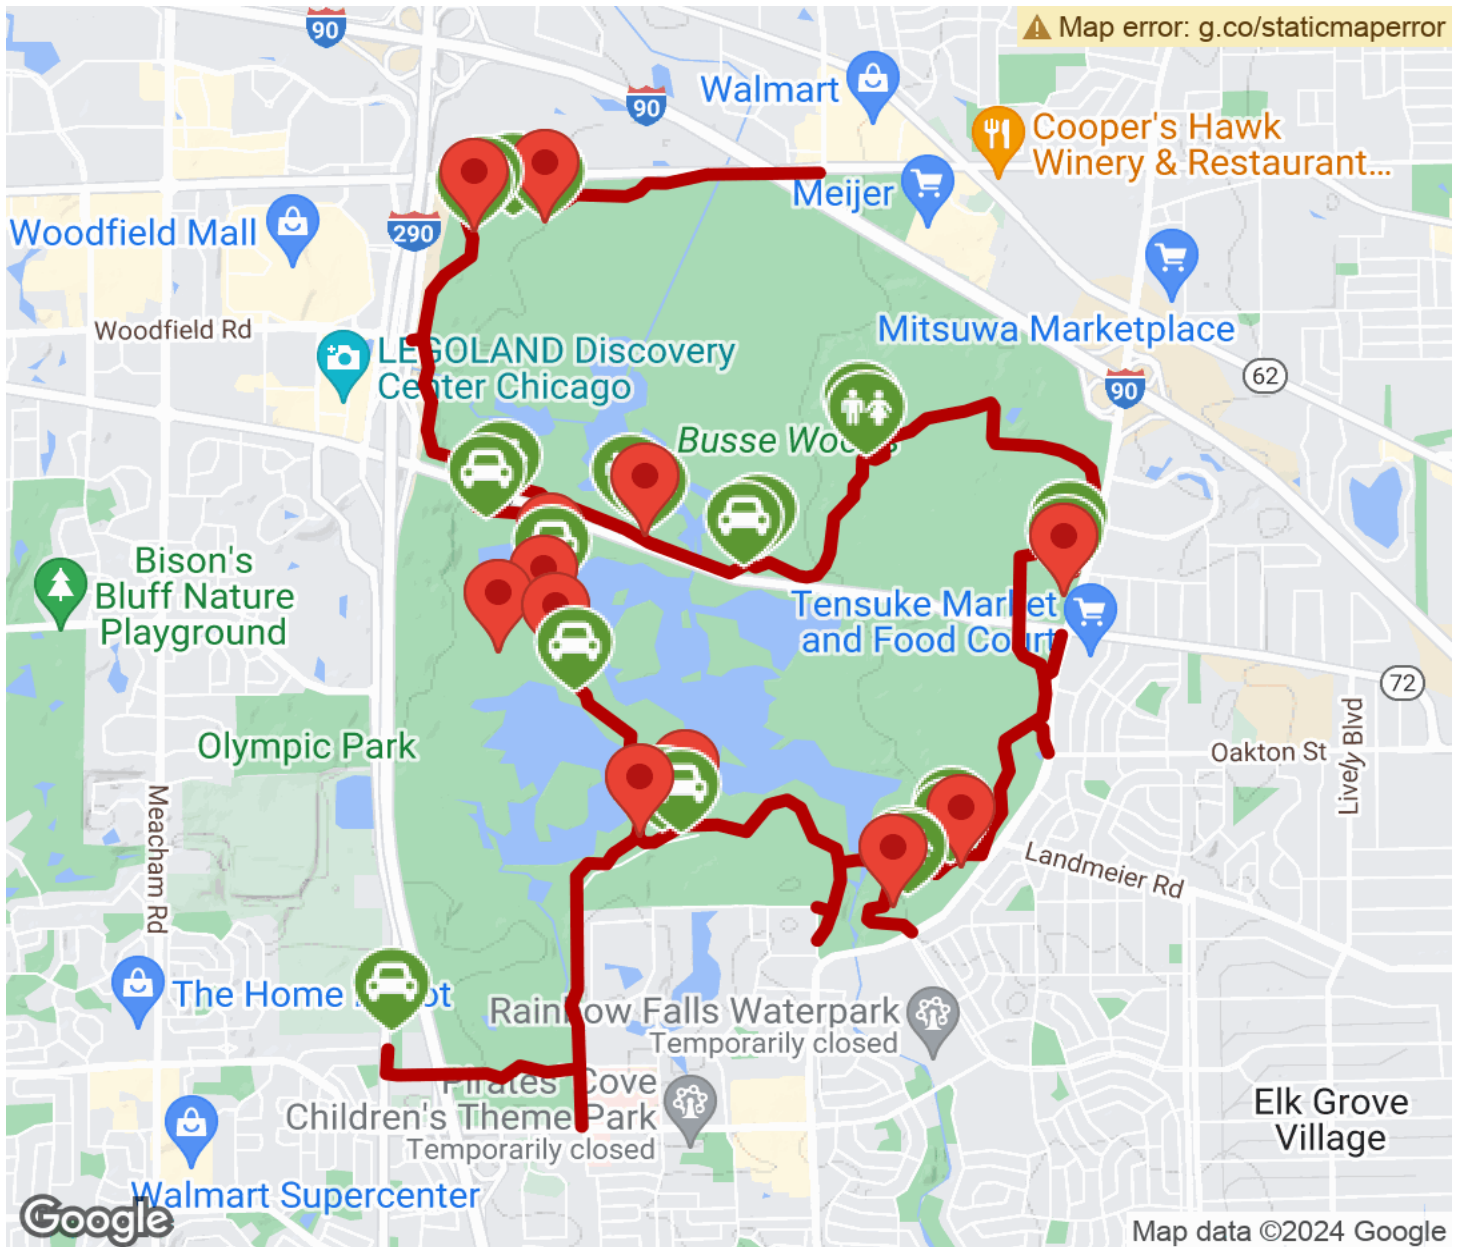 90
Map error: g.co/staticmaperror
Walmart
90
Cooper's Hawk
Winery & Restaurant...
Meijer
Woodfield Mall
290
Woodfield Rd
Mitsuwa Marketplace
LEGOLAND Discovery
Center Chicago
62
90
Busse Woods
Bison's
Bluff Nature
Playground
Tensuke Market
and Food Court
72
Olympic Park
Oakton St
Lively Blvd
Meacham Rd
Landmeier Rd
The Home Depot
Rainbow Falls Waterpark
Temporarily closed
Pirates' Cove
Children's Theme Park
Temporarily closed
Elk Grove
Village
Walmart Supercenter
Google
Map data ©2024 Google